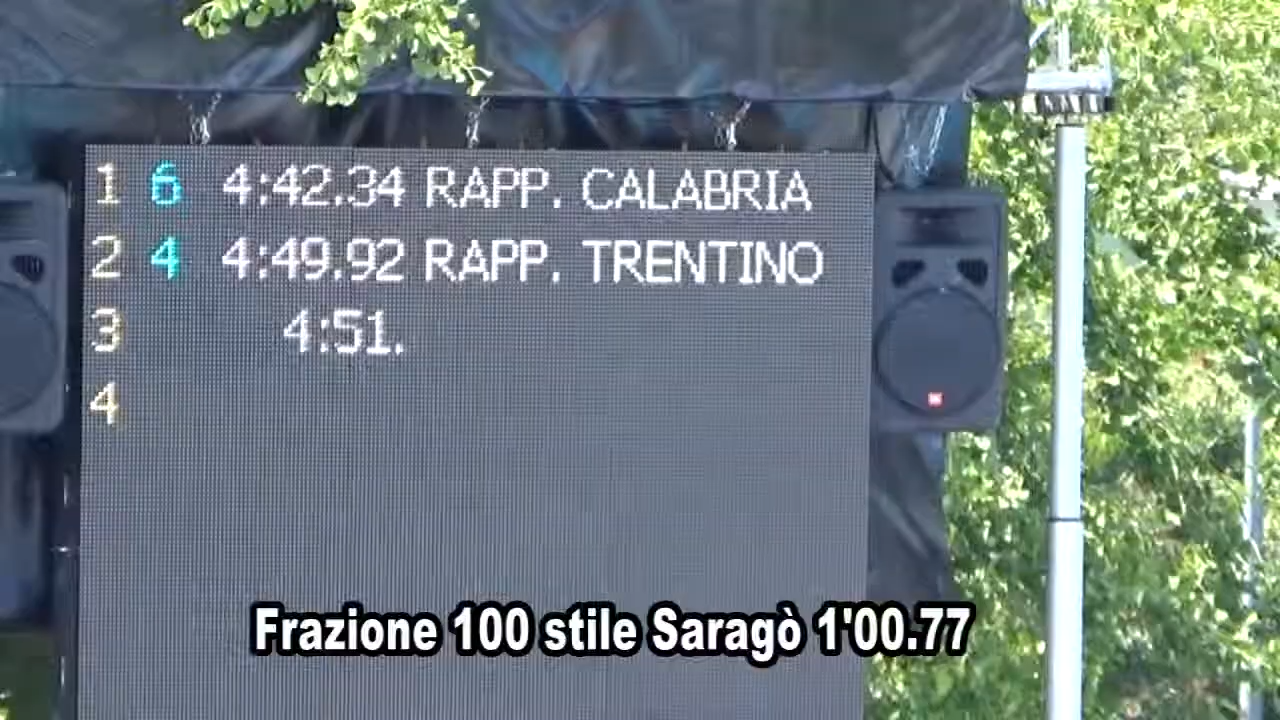 1 6 4:42.34 RAPP. CALABRIA
2 4 4:49.92 RAPP. TRENTINO
3 4:51.
4
Frazione 100 stile Saragò 1'00.77